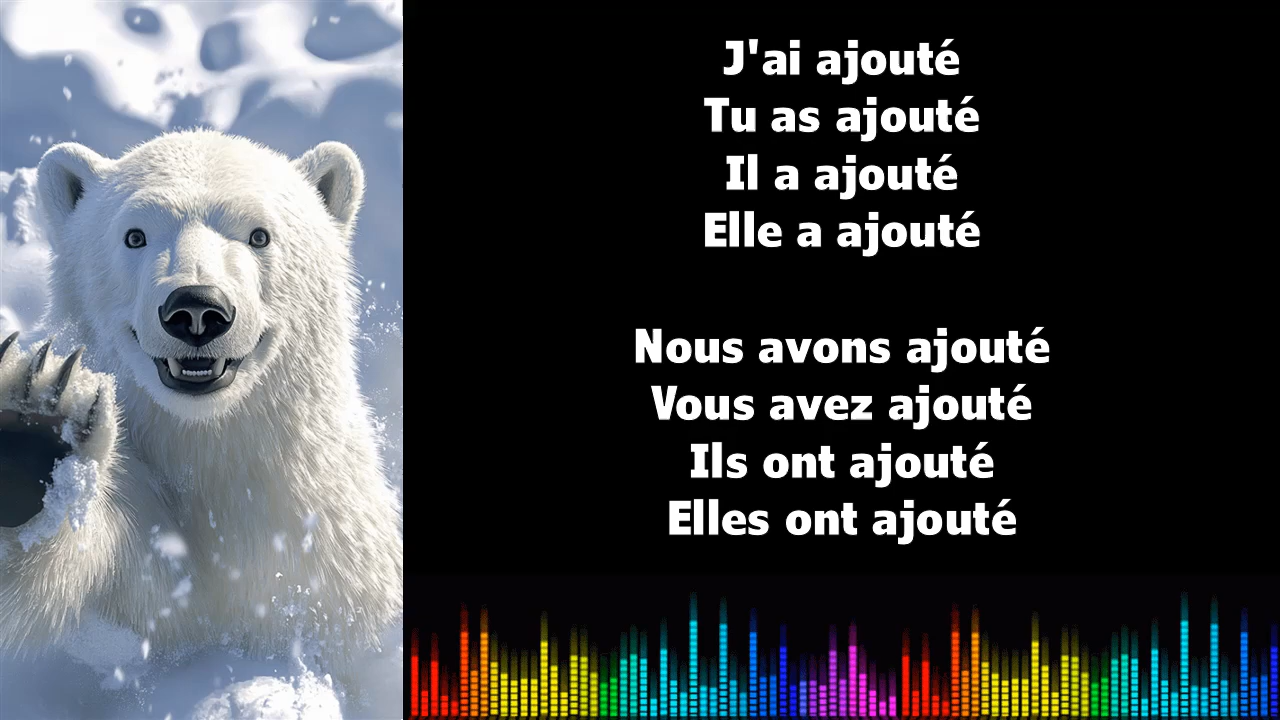 J'ai ajouté
Tu as ajouté
Il a ajouté
Elle a ajouté
Nous avons ajouté
Vous avez ajouté
Ils ont ajouté
Elles ont ajouté